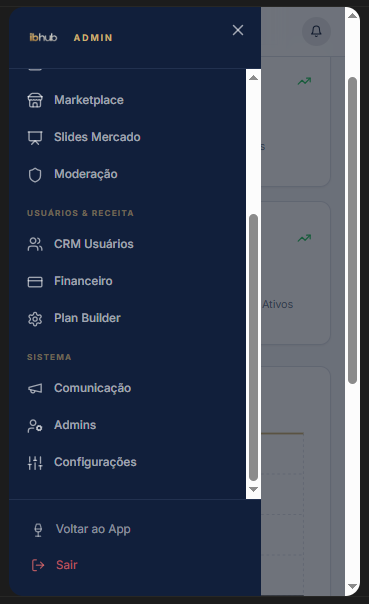 ibhub ADMIN
Marketplace
Slides Mercado
Moderação
USUÁRIOS & RECEITA
CRM Usuários
Financeiro
Plan Builder
Ativos
SISTEMA
Comunicação
Admins
Configurações
Voltar ao App
Sair